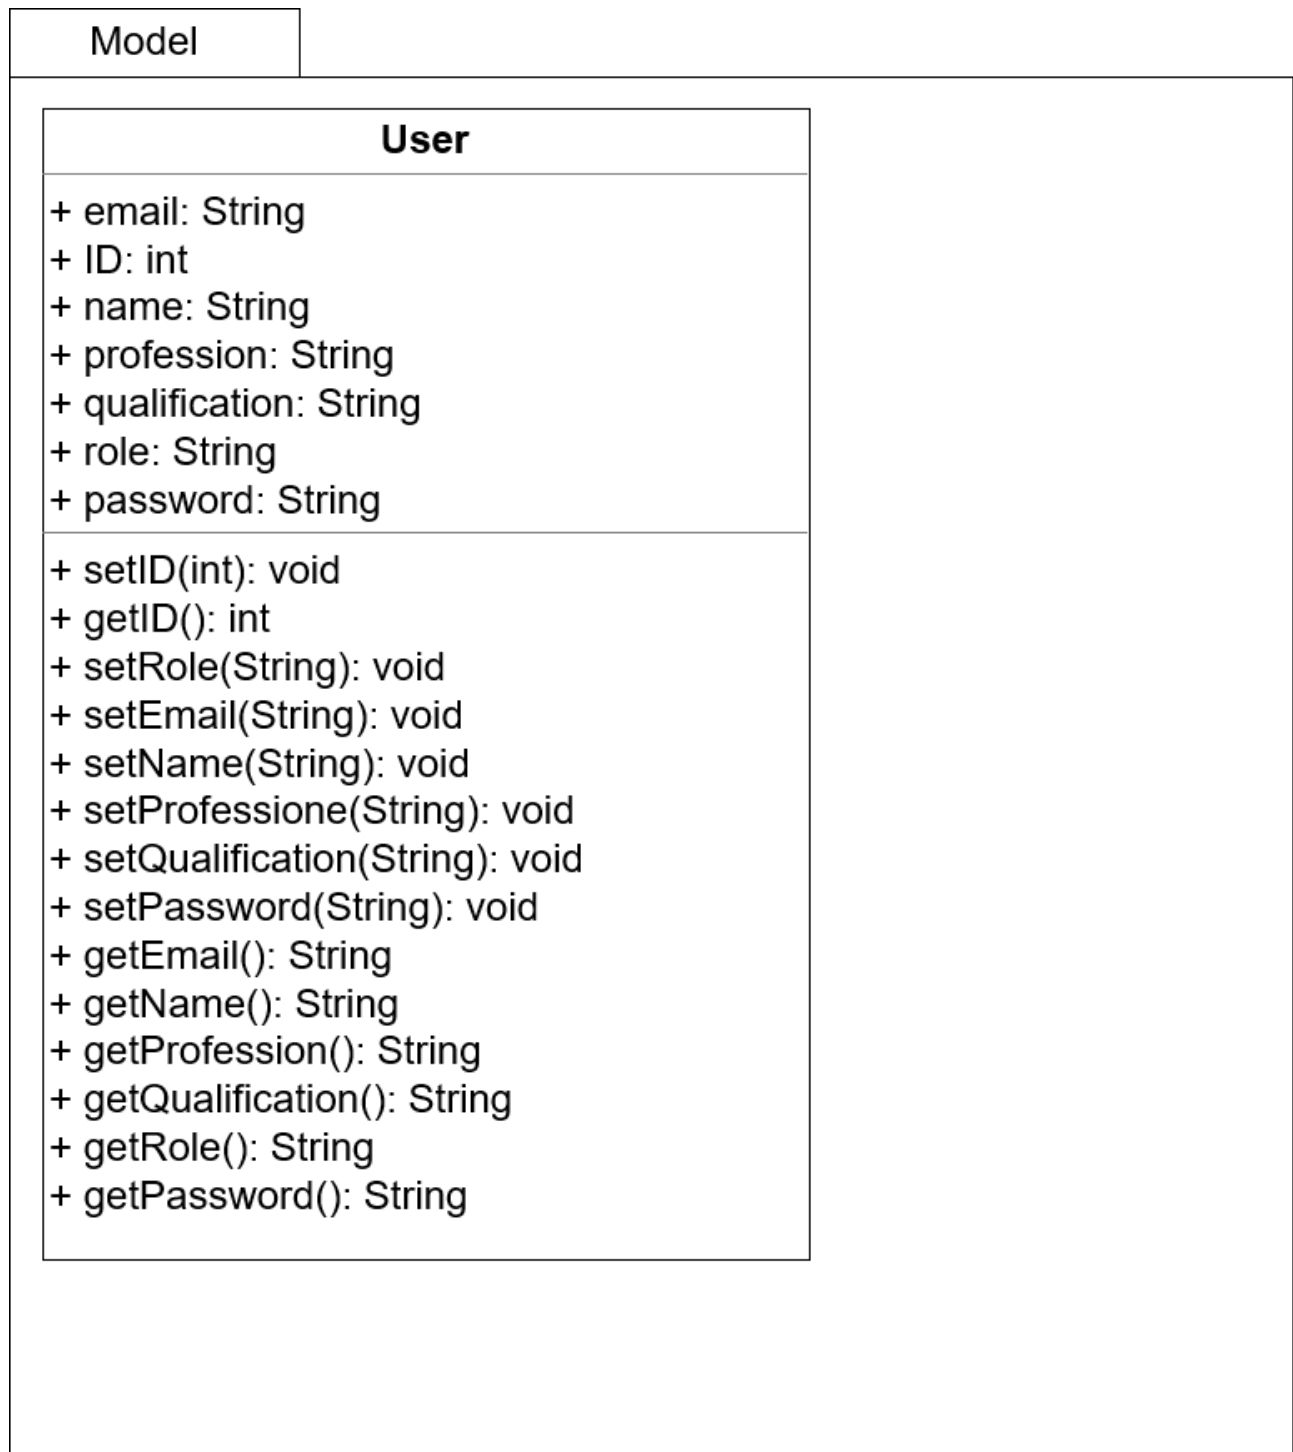 Model
User
+ email: String
+ ID: int
+ name: String
+ profession: String
+ qualification: String
+ role: String
+ password: String
+ setID(int): void
+ getID(): int
+ setRole(String): void
+ setEmail(String): void
+ setName(String): void
+ setProfessione(String): void
+ setQualification(String): void
+ setPassword(String): void
+ getEmail(): String
+ getName(): String
+ getProfession(): String
+ getQualification(): String
+ getRole(): String
+ getPassword(): String